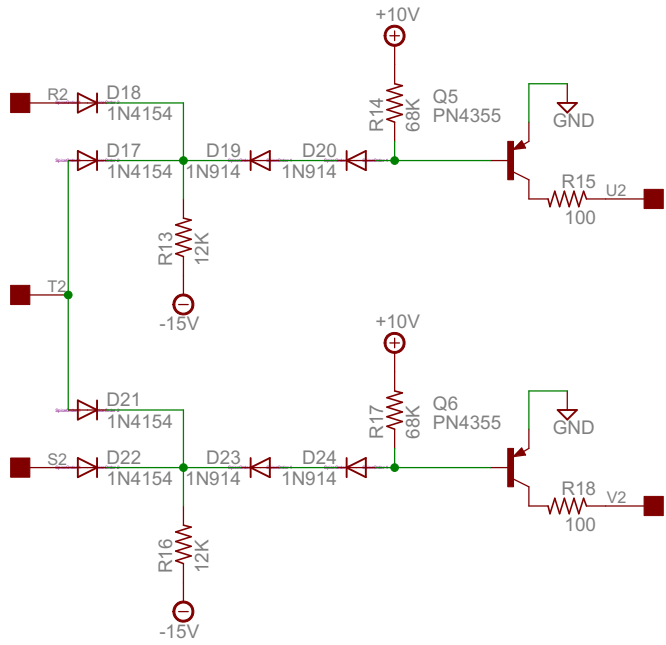 +10V
R2
D18
1N4154
R14
68K
Q5
PN4355
GND
D17
1N4154
D19
1N914
D20
1N914
R15
100
U2
R13
12K
-15V
T2
+10V
D21
1N4154
R17
68K
Q6
PN4355
GND
S2
D22
1N4154
D23
1N914
D24
1N914
R18
100
V2
R16
12K
-15V